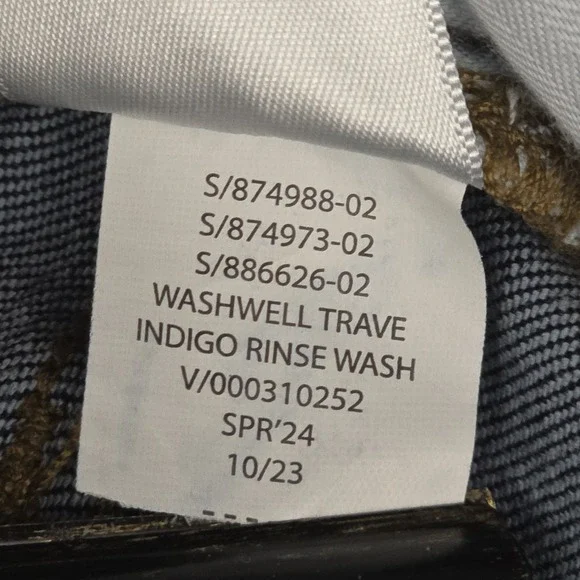 S/874988-02
S/874973-02
S/886626-02
WASHWELL TRAVE
INDIGO RINSE WASH
V/000310252
SPR'24
10/23